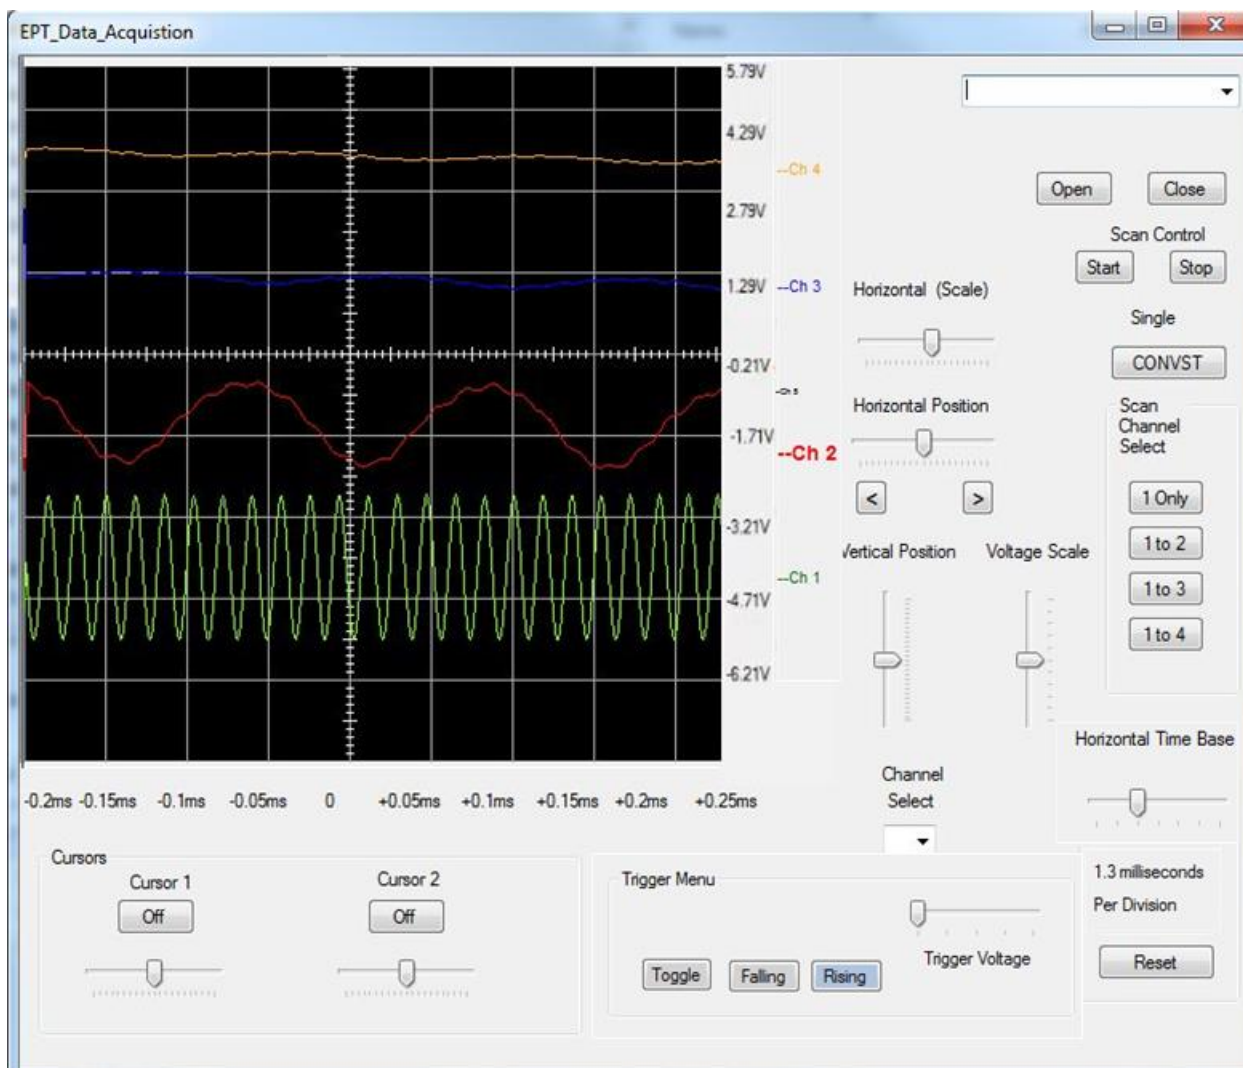 EPT_Data_Acquistion
5.79V
4.29V
--Ch 4
Open
Close
2.79V
Scan Control
Start
Stop
1.29V
--Ch 3
Horizontal (Scale)
Single
CONVST
-0.21V
Horizontal Position
Scan
Channel
Select
-1.71V
--Ch 2
<
>
1 Only
-3.21V
1 to 2
Vertical Position
Voltage Scale
--Ch 1
1 to 3
-4.71V
1 to 4
-6.21V
Horizontal Time Base
Channel
Select
-0.2ms -0.15ms -0.1ms -0.05ms 0 +0.05ms +0.1ms +0.15ms +0.2ms +0.25ms
Cursors
Cursor 1
Cursor 2
Off
Off
Trigger Menu
1.3 milliseconds
Per Division
Trigger Voltage
Toggle
Falling
Rising
Reset